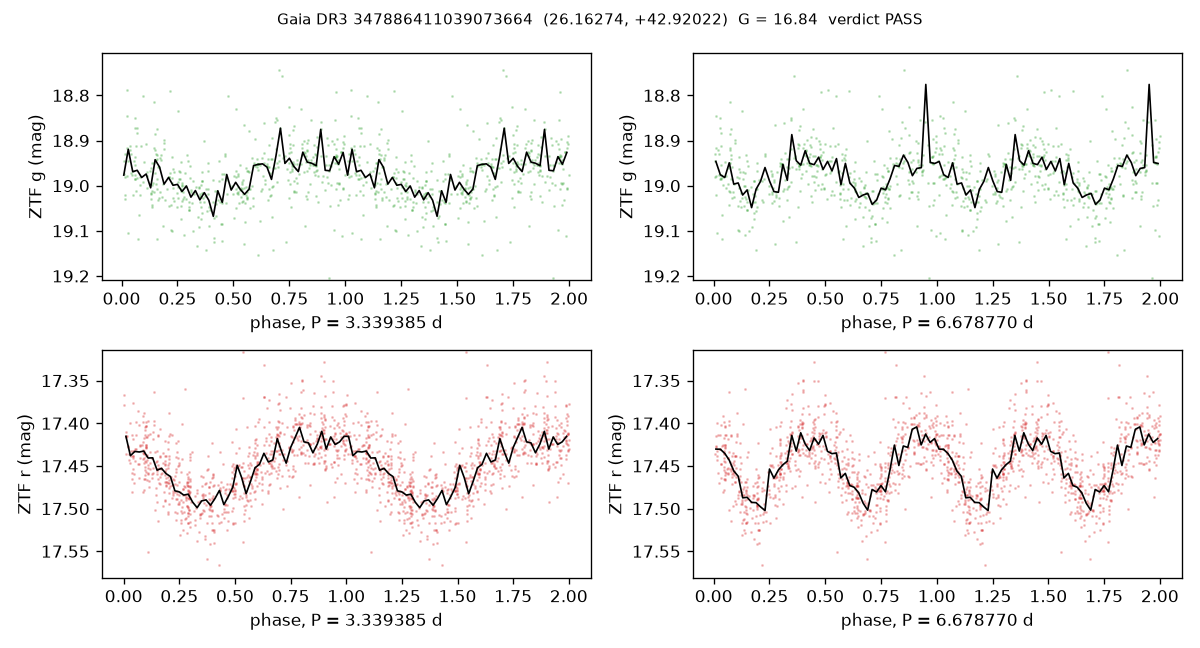 Gaia DR3 347886411039073664 (26.16274, +42.92022) G = 16.84 verdict PASS
ZTF g (mag)
18.8
18.9
19.0
19.1
19.2
0.00 0.25 0.50 0.75 1.00 1.25 1.50 1.75 2.00
phase, P = 3.339385 d
ZTF g (mag)
18.8
18.9
19.0
19.1
19.2
0.00 0.25 0.50 0.75 1.00 1.25 1.50 1.75 2.00
phase, P = 6.678770 d
ZTF r (mag)
17.35
17.40
17.45
17.50
17.55
0.00 0.25 0.50 0.75 1.00 1.25 1.50 1.75 2.00
phase, P = 3.339385 d
ZTF r (mag)
17.35
17.40
17.45
17.50
17.55
0.00 0.25 0.50 0.75 1.00 1.25 1.50 1.75 2.00
phase, P = 6.678770 d